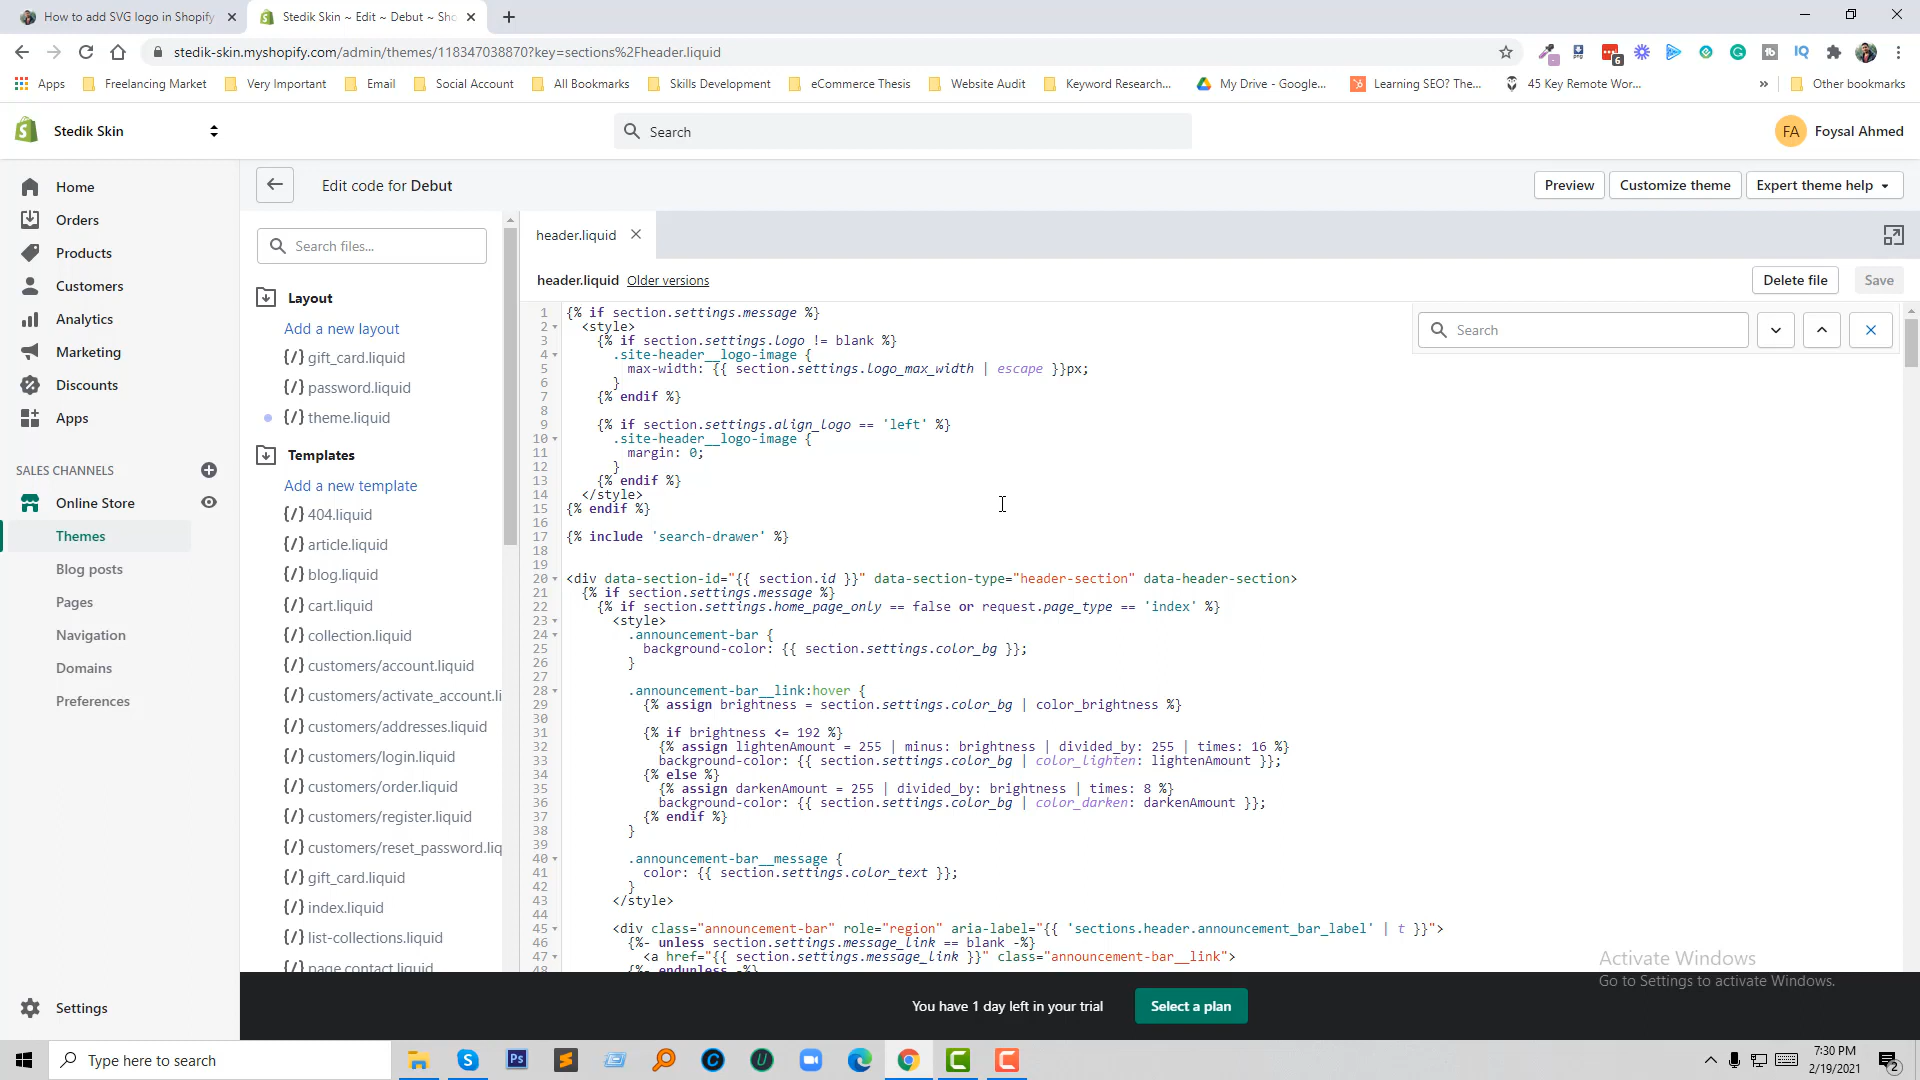 How to add SVG logo in Shopify
Stedik Skin ~ Edit ~ Debut ~ Sho
stedik-skin.myshopify.com/admin/themes/118347038870?key=sections%2Fheader.liquid
6
Apps
Freelancing Market
Very Important
Email
Social Account
All Bookmarks
Skills Development
eCommerce Thesis
Website Audit
Keyword Research...
My Drive - Google...
Learning SEO? The...
45 Key Remote Wor...
Other bookmarks
Stedik Skin
Search
FA
Foysal Ahmed
Home
Orders
Products
Customers
Analytics
Marketing
Discounts
Apps
SALES CHANNELS
Online Store
Themes
Blog posts
Pages
Navigation
Domains
Preferences
Settings
Edit code for Debut
Preview
Customize theme
Expert theme help
Search files...
Layout
Add a new layout
{/} gift_card.liquid
{/} password.liquid
{/} theme.liquid
Templates
Add a new template
{/} 404.liquid
{/} article.liquid
{/} blog.liquid
{/} cart.liquid
{/} collection.liquid
{/} customers/account.liquid
{/} customers/activate_account.li
{/} customers/addresses.liquid
{/} customers/login.liquid
{/} customers/order.liquid
{/} customers/register.liquid
{/} customers/reset_password.liq
{/} gift_card.liquid
{/} index.liquid
{/} list-collections.liquid
{/} page.contact.liquid
header.liquid
header.liquid Older versions
Delete file
Save
Search
1 {% if section.settings.message %}
2 <style>
3 {% if section.settings.logo != blank %}
4 .site-header__logo-image {
5 max-width: {{ section.settings.logo_max_width | escape }}px;
6 }
7 {% endif %}
8
9 {% if section.settings.align_logo == 'left' %}
10 .site-header__logo-image {
11 margin: 0;
12 }
13 {% endif %}
14 </style>
15 {% endif %}
16
17 {% include 'search-drawer' %}
18
19
20 <div data-section-id="{{ section.id }}" data-section-type="header-section" data-header-section>
21 {% if section.settings.message %}
22 {% if section.settings.home_page_only == false or request.page_type == 'index' %}
23 <style>
24 .announcement-bar {
25 background-color: {{ section.settings.color_bg }};
26 }
27
28 .announcement-bar__link:hover {
29 {% assign brightness = section.settings.color_bg | color_brightness %}
30
31 {% if brightness <= 192 %}
32 {% assign lightenAmount = 255 | minus: brightness | divided_by: 255 | times: 16 %}
33 background-color: {{ section.settings.color_bg | color_lighten: lightenAmount }};
34 {% else %}
35 {% assign darkenAmount = 255 | divided_by: brightness | times: 8 %}
36 background-color: {{ section.settings.color_bg | color_darken: darkenAmount }};
37 {% endif %}
38 }
39
40 .announcement-bar__message {
41 color: {{ section.settings.color_text }};
42 }
43 </style>
44
45 <div class="announcement-bar" role="region" aria-label="{{ 'sections.header.announcement_bar_label' | t }}">
46 {%- unless section.settings.message_link == blank -%}
47 <a href="{{ section.settings.message_link }}" class="announcement-bar__link">
48 {%- endunless -%}
Activate Windows
Go to Settings to activate Windows.
You have 1 day left in your trial
Select a plan
Type here to search
7:30 PM
2/19/2021
2